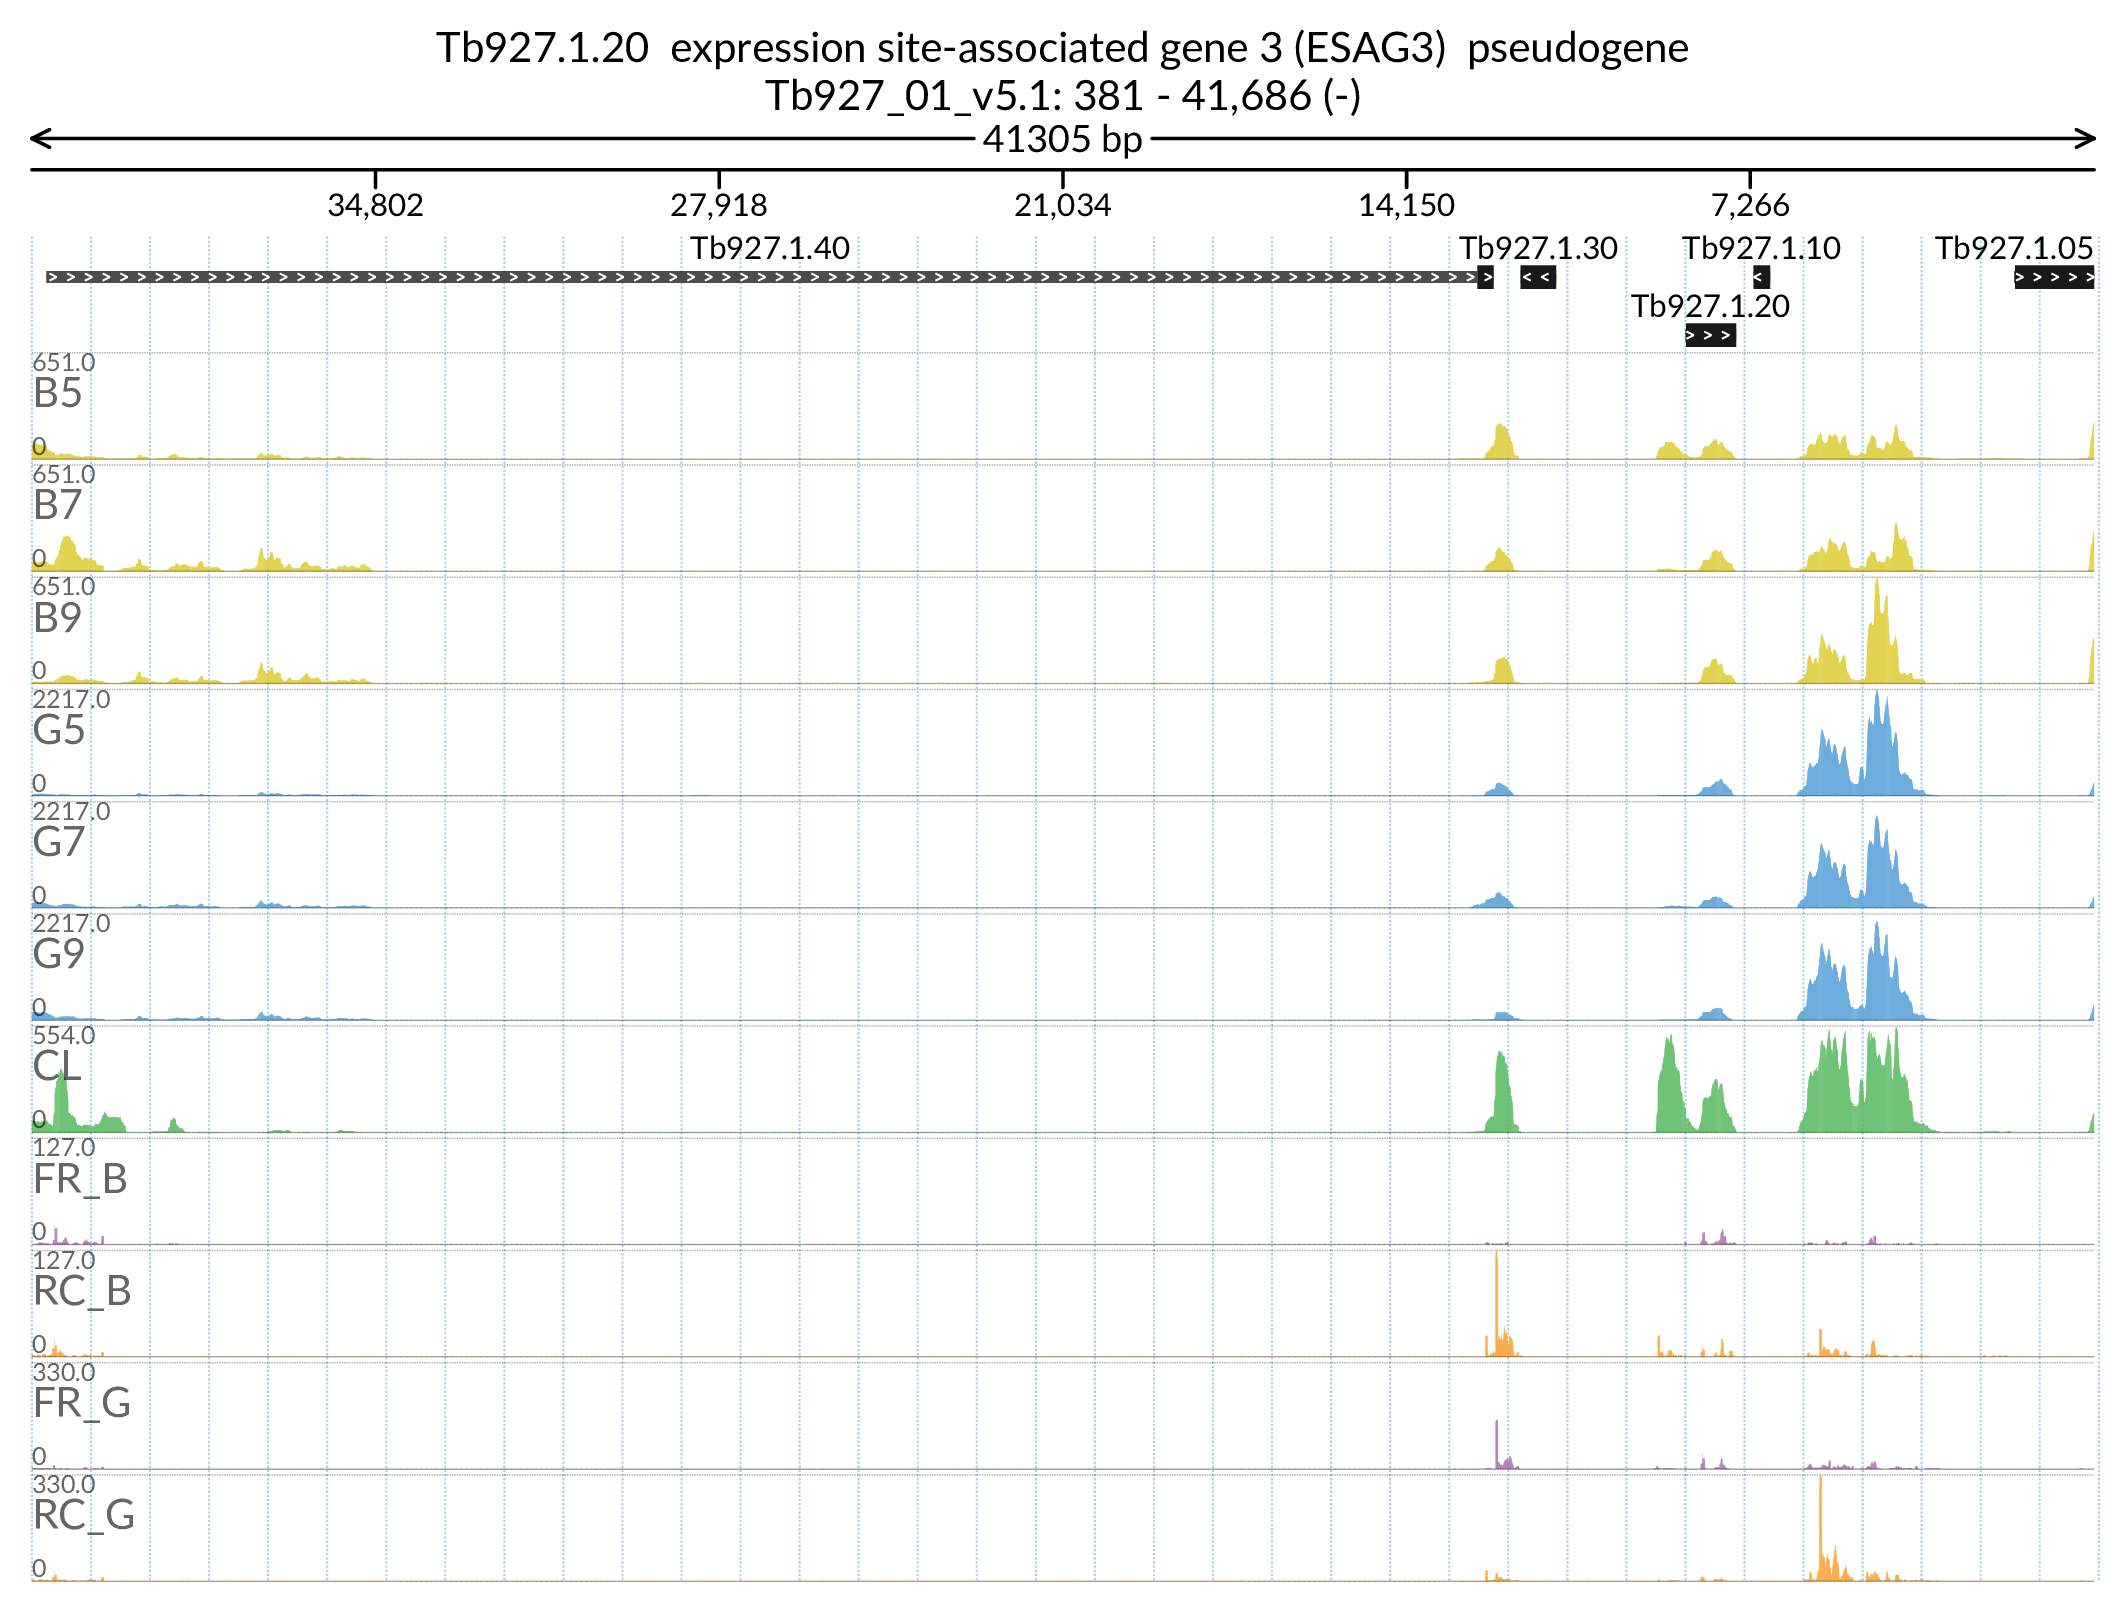 Tb927.1.20  expression site-associated gene 3 (ESAG3)  pseudogene
Tb927_01_v5.1: 381 - 41,686 (-)
41305 bp
34,802 27,918 21,034 14,150 7,266
Tb927.1.40 Tb927.1.30 Tb927.1.10 Tb927.1.05
Tb927.1.20
651.0
B5
0
651.0
B7
0
651.0
B9
0
2217.0
G5
0
2217.0
G7
0
2217.0
G9
0
554.0
CL
0
127.0
FR_B
0
127.0
RC_B
0
330.0
FR_G
0
330.0
RC_G
0